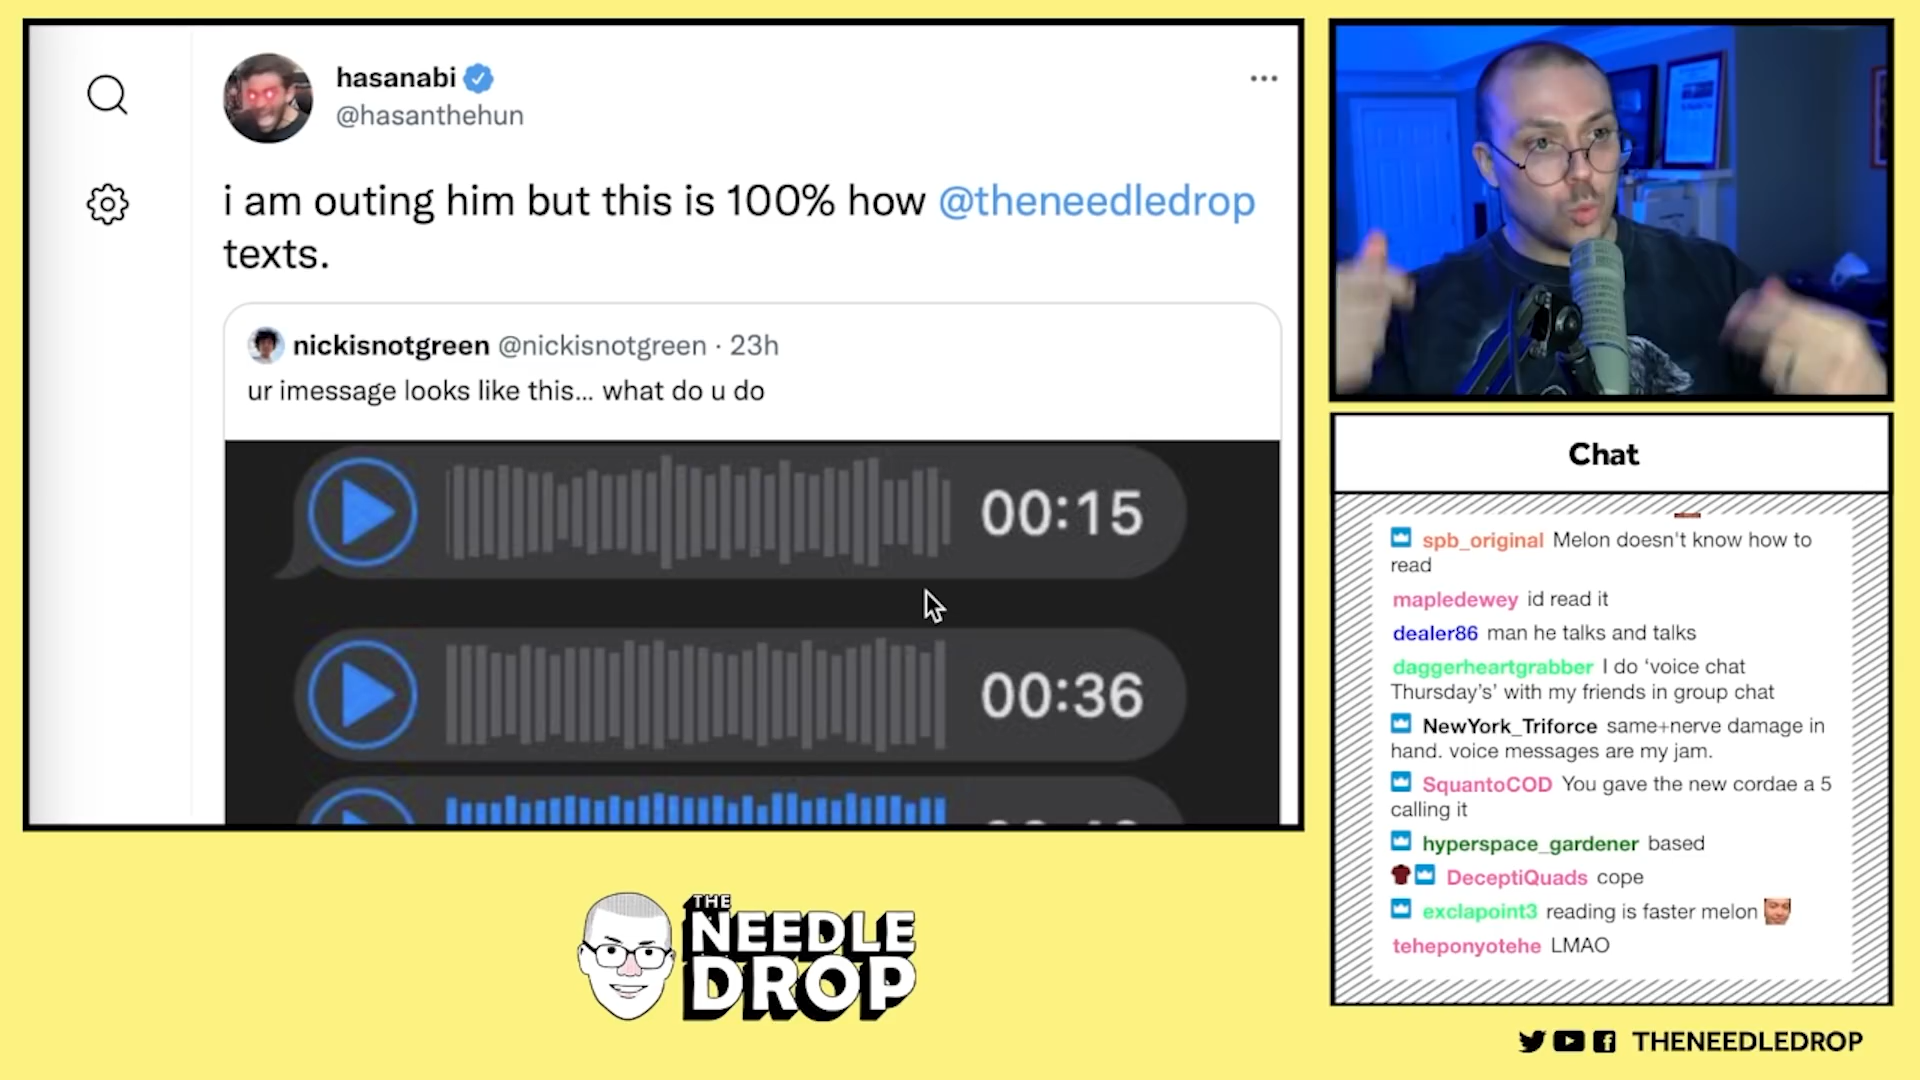 hasanabi
@hasanthehun
i am outing him but this is 100% how @theneedledrop
texts.
nickisnotgreen @nickisnotgreen · 23h
ur imessage looks like this... what do u do
00:15
00:36
Chat
spb_original Melon doesn't know how to
read
mapledewey id read it
dealer86 man he talks and talks
daggerheartgrabber I do ‘voice chat
Thursday’s’ with my friends in group chat
NewYork_Triforce same+nerve damage in
hand. voice messages are my jam.
SquantoCOD You gave the new cordae a 5
calling it
hyperspace_gardener based
DeceptiQuads cope
exclapoint3 reading is faster melon
teheponyotehe LMAO
THE
NEEDLE
DROP
THENEEDLEDROP